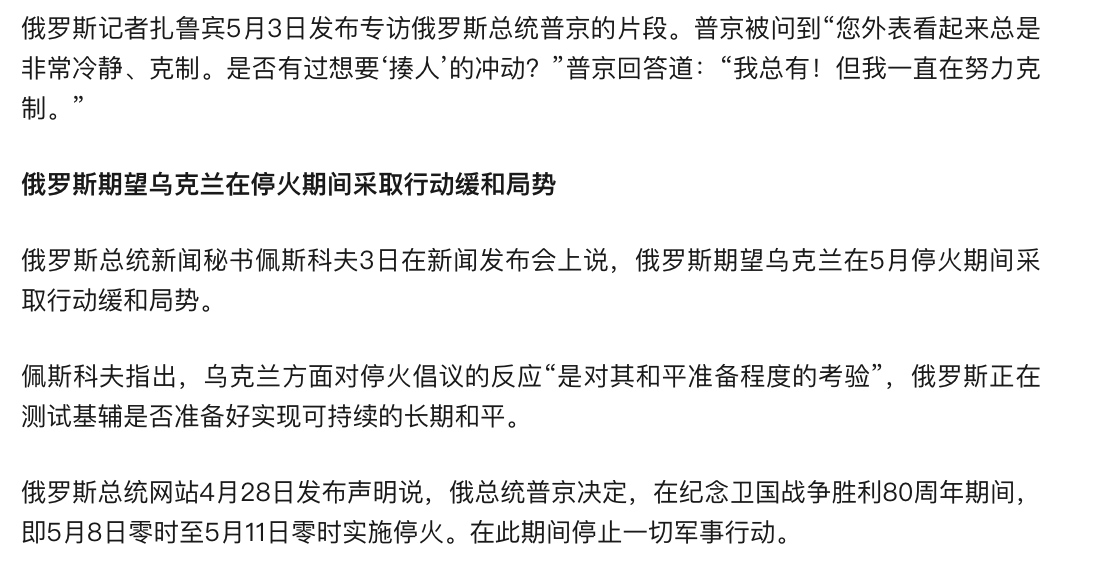 俄罗斯记者扎鲁宾5月3日发布专访俄罗斯总统普京的片段。普京被问到“您外表看起来总是
非常冷静、克制。是否有过想要‘揍人’的冲动？”普京回答道：“我总有！但我一直在努力克
制。”
俄罗斯期望乌克兰在停火期间采取行动缓和局势
俄罗斯总统新闻秘书佩斯科夫3日在新闻发布会上说，俄罗斯期望乌克兰在5月停火期间采
取行动缓和局势。
佩斯科夫指出，乌克兰方面对停火倡议的反应“是对其和平准备程度的考验”，俄罗斯正在
测试基辅是否准备好实现可持续的长期和平。
俄罗斯总统网站4月28日发布声明说，俄总统普京决定，在纪念卫国战争胜利80周年期间，
即5月8日零时至5月11日零时实施停火。在此期间停止一切军事行动。